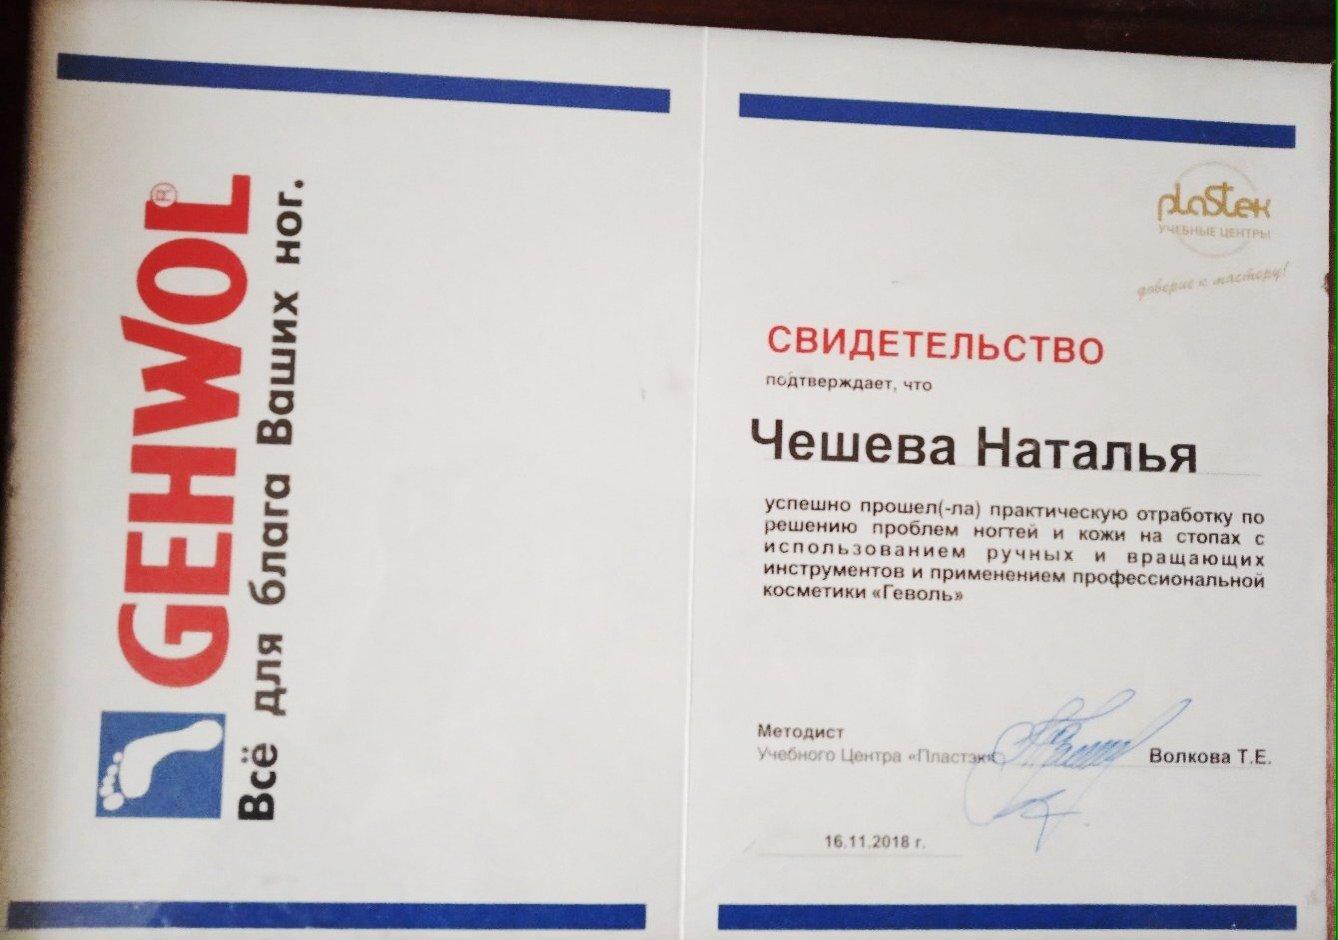 GEHWOL®
Всё для блага Ваших ног.
plastek
УЧЕБНЫЕ ЦЕНТРЫ
доверие к мастеру!
СВИДЕТЕЛЬСТВО
подтверждает, что
Чешева Наталья
успешно прошел(-ла) практическую отработку по
решению проблем ногтей и кожи на стопах с
использованием ручных и вращающих
инструментов и применением профессиональной
косметики «Геволь»
Методист
Учебного Центра «Пластэк»
Волкова Т.Е.
16.11.2018 г.